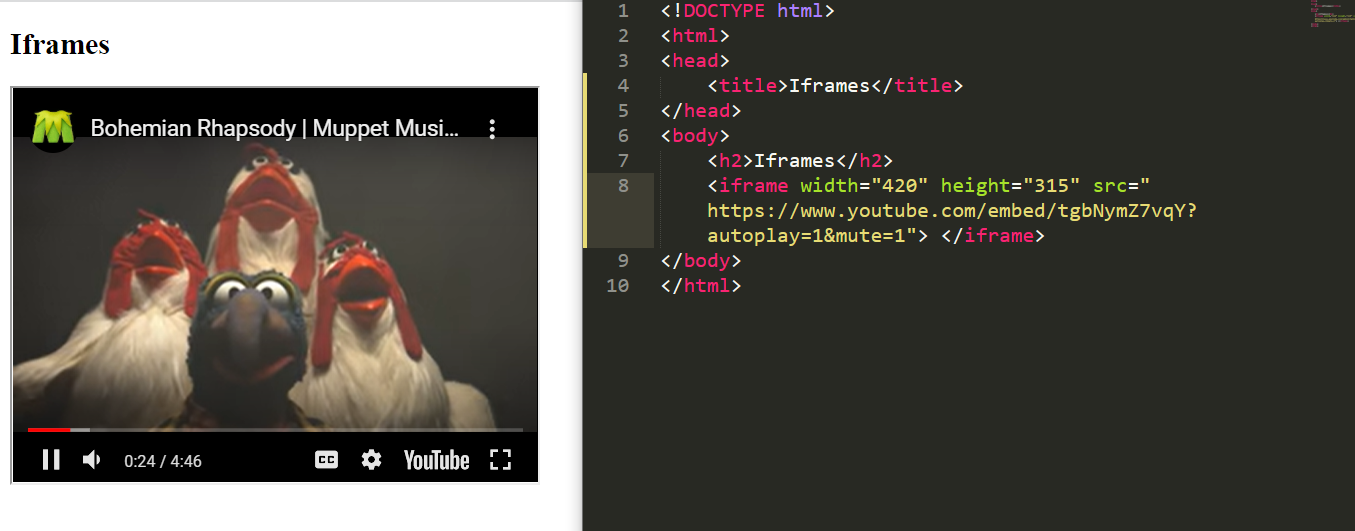 Iframes
Bohemian Rhapsody | Muppet Musi...
0:24 / 4:46
CC
YouTube
1 <!DOCTYPE html>
2 <html>
3 <head>
4 <title>Iframes</title>
5 </head>
6 <body>
7 <h2>Iframes</h2>
8 <iframe width="420" height="315" src="
https://www.youtube.com/embed/tgbNymZ7vqY?
autoplay=1&mute=1"> </iframe>
9 </body>
10 </html>